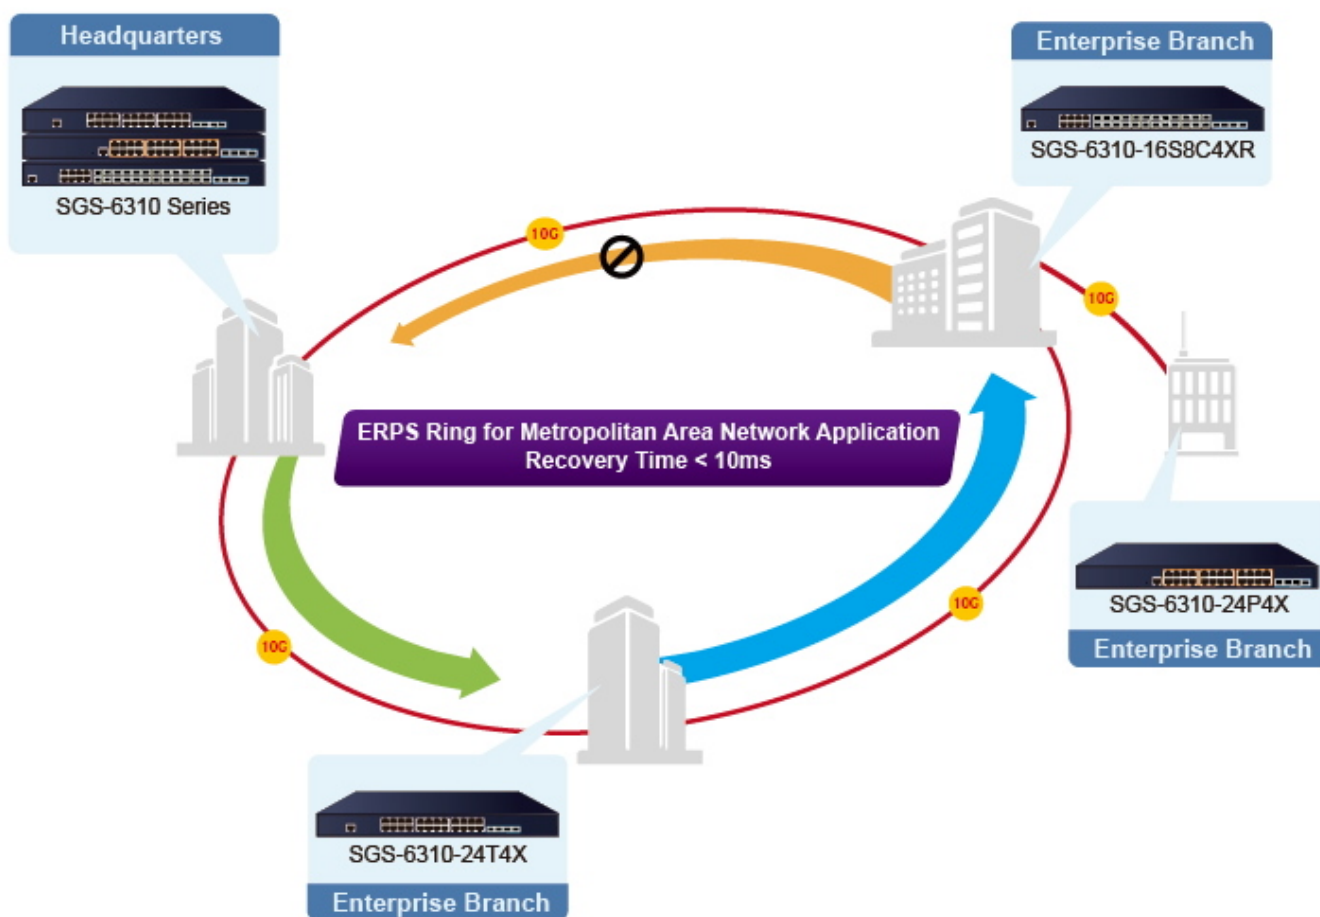 Headquarters
SGS-6310 Series
Enterprise Branch
SGS-6310-16S8C4XR
10G
10G
ERPS Ring for Metropolitan Area Network Application
Recovery Time < 10ms
SGS-6310-24P4X
Enterprise Branch
10G
10G
SGS-6310-24T4X
Enterprise Branch